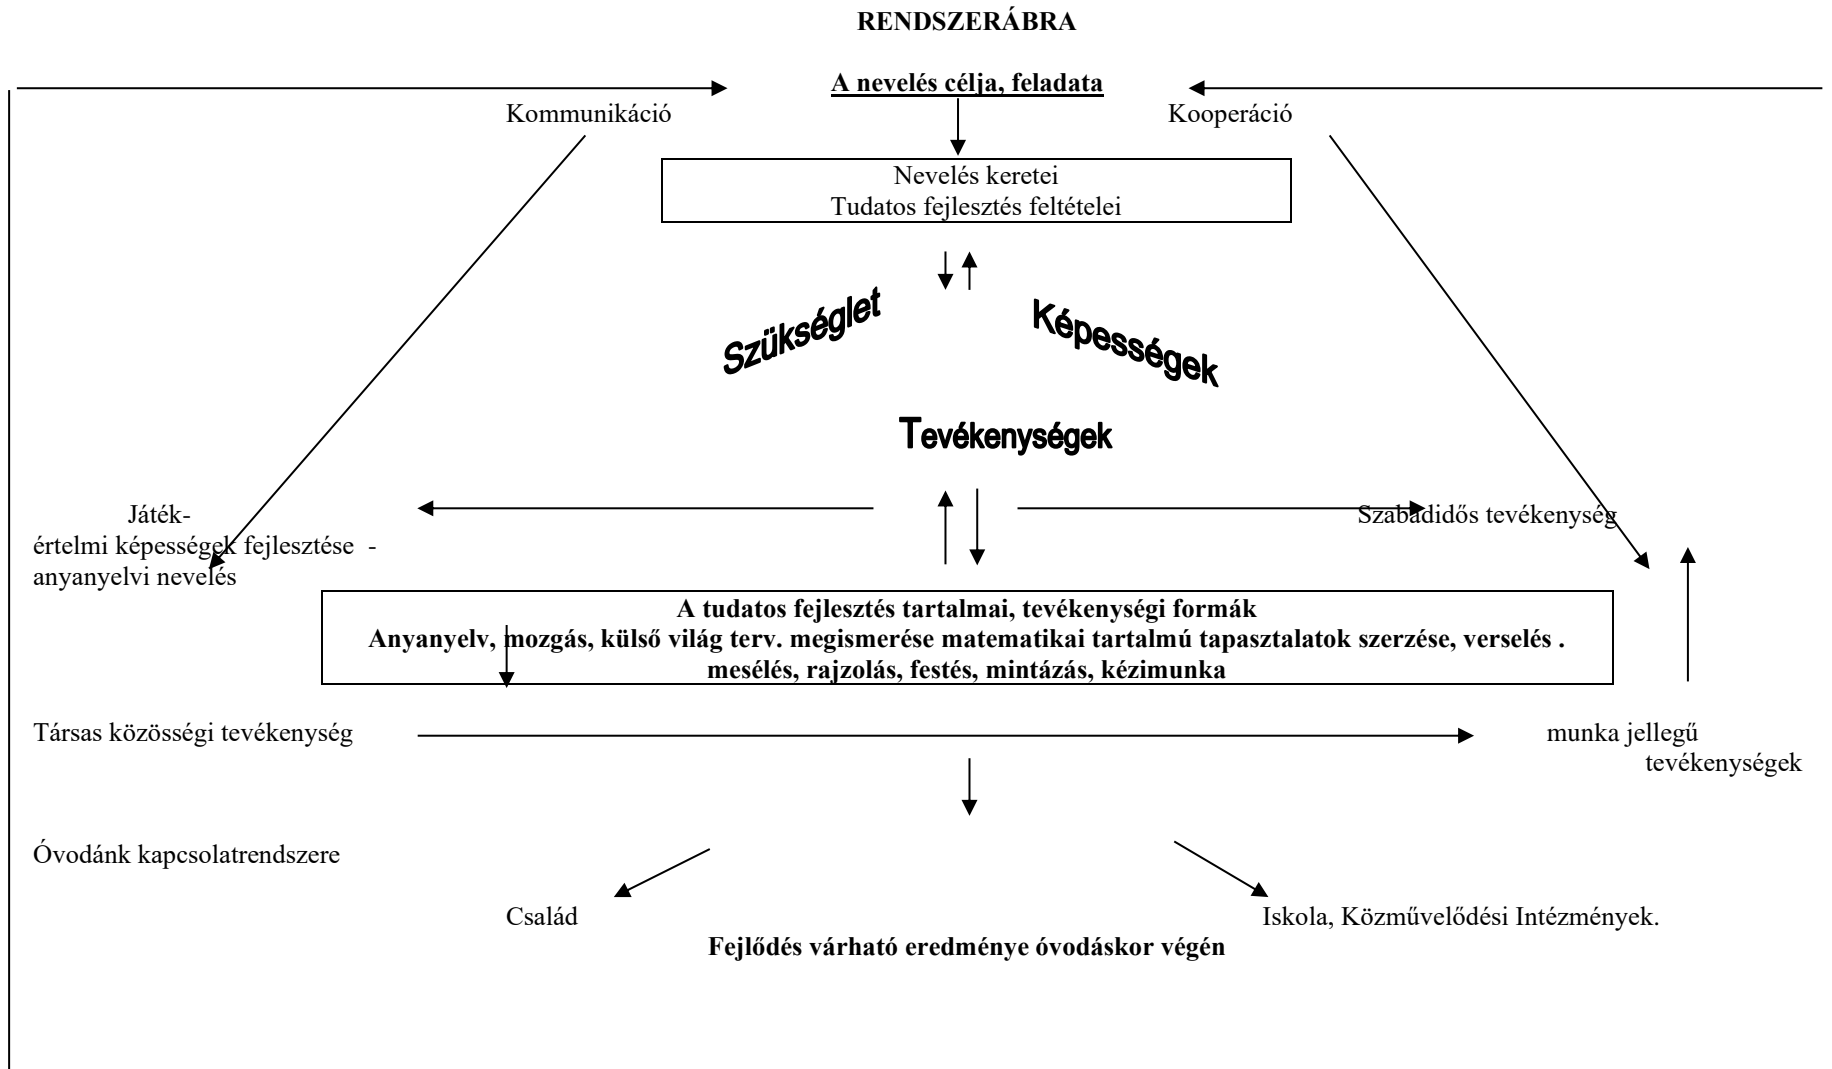 RENDSZERÁBRA
A nevelés célja, feladata
Kommunikáció
Kooperáció
Nevelés keretei
Tudatos fejlesztés feltételei
Szükséglet
Képességek
Tevékenységek
Játék-
Szabadidős tevékenység
értelmi képességek fejlesztése -
anyanyelvi nevelés
A tudatos fejlesztés tartalmai, tevékenységi formák
Anyanyelv, mozgás, külső világ terv. megismerése matematikai tartalmú tapasztalatok szerzése, verselés .
mesélés, rajzolás, festés, mintázás, kézimunka
Társas közösségi tevékenység
munka jellegű
tevékenységek
Óvodánk kapcsolatrendszere
Család
Iskola, Közművelődési Intézmények.
Fejlődés várható eredménye óvodáskor végén